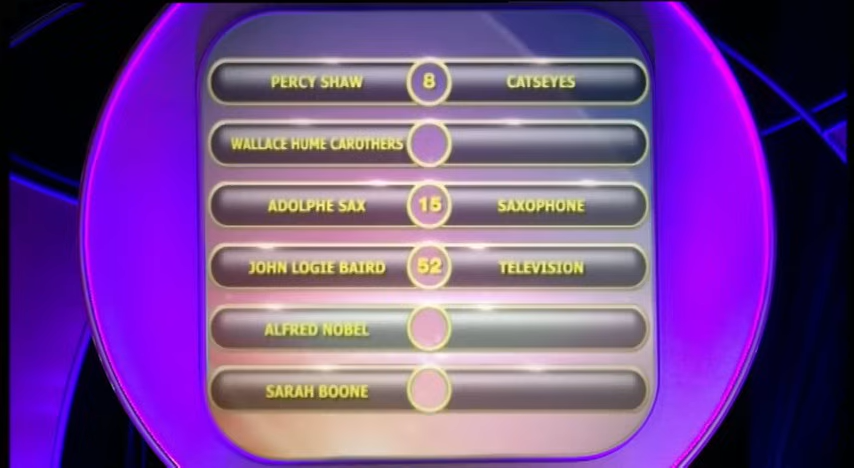 PERCY SHAW 8 CATSEYES
WALLACE HUME CAROTHERS
ADOLPHE SAX 15 SAXOPHONE
JOHN LOGIE BAIRD 52 TELEVISION
ALFRED NOBEL
SARAH BOONE